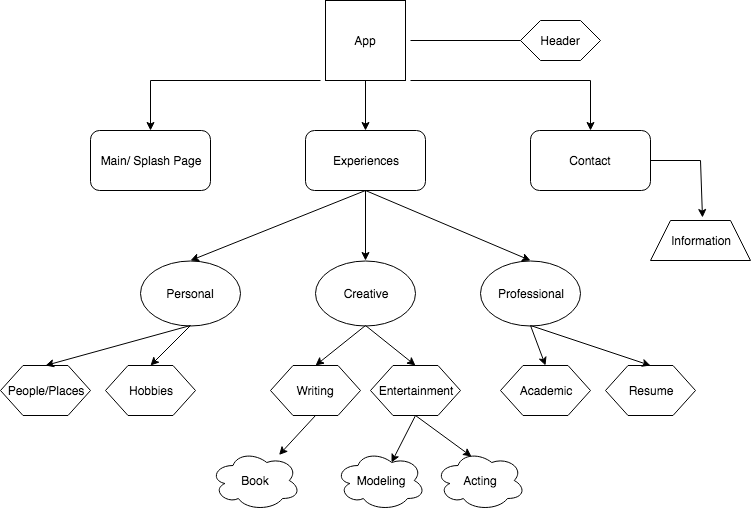 App
Header
Main/ Splash Page
Experiences
Contact
Information
Personal
Creative
Professional
People/Places
Hobbies
Writing
Entertainment
Academic
Resume
Book
Modeling
Acting